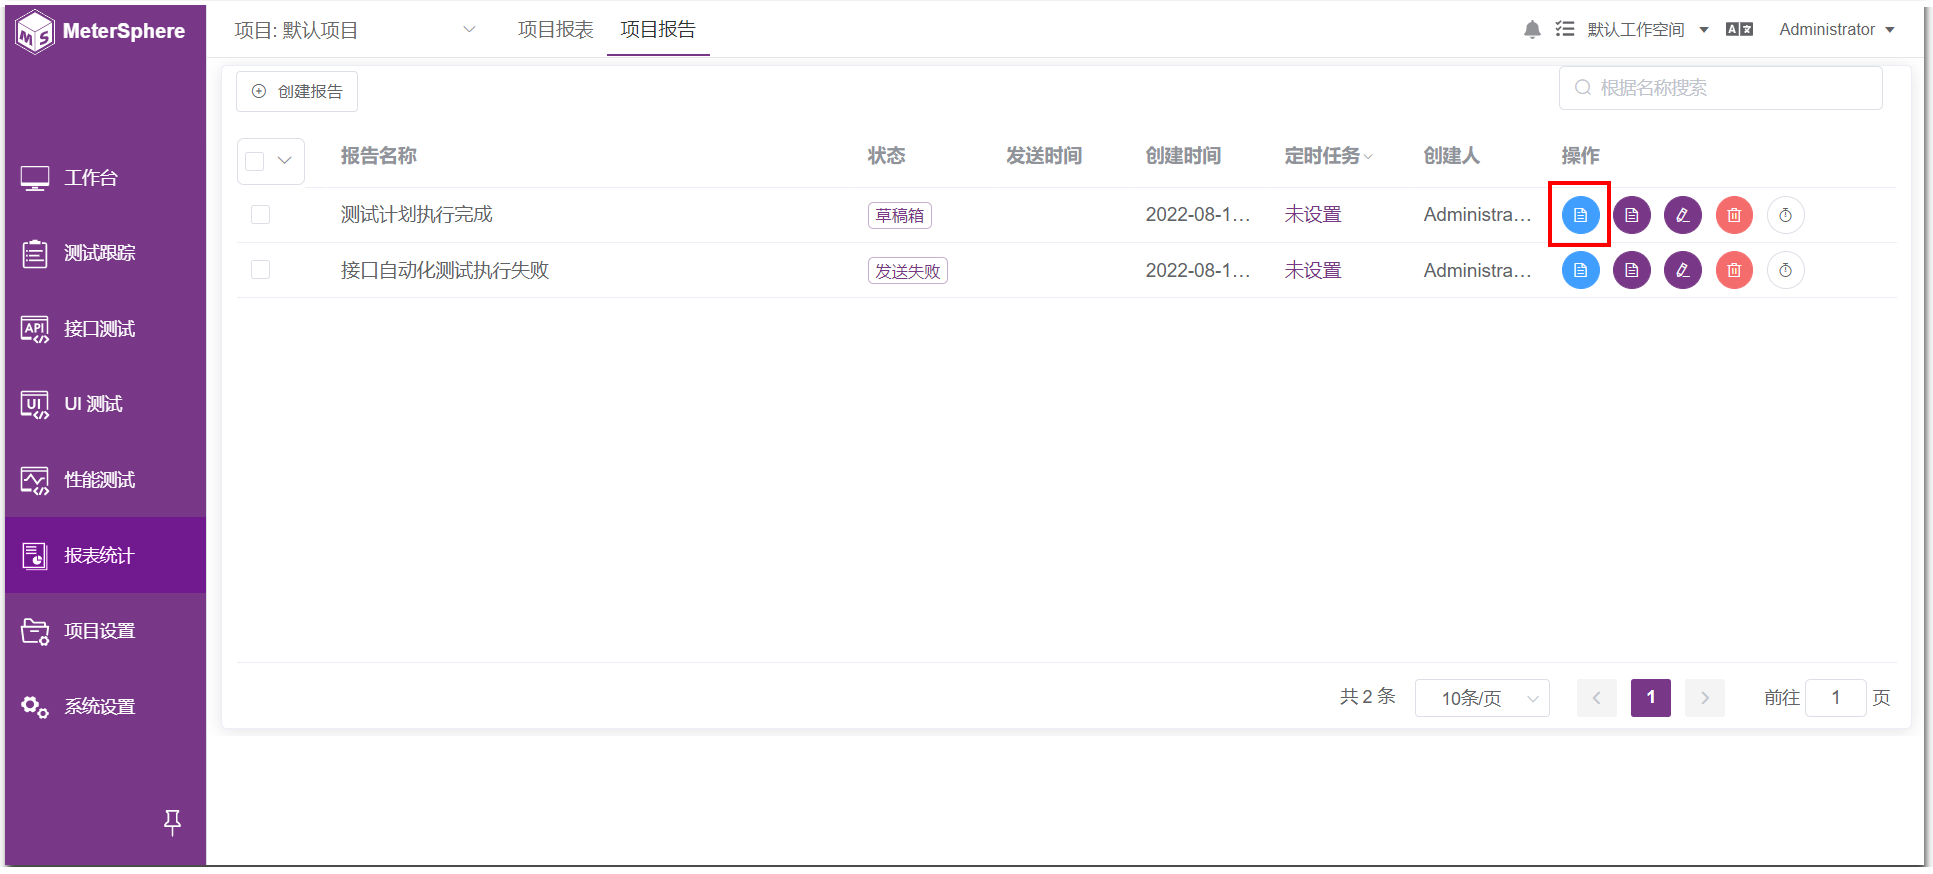 MeterSphere
项目: 默认项目
项目报表
项目报告
默认工作空间
Administrator
创建报告
根据名称搜索
报告名称 状态 发送时间 创建时间 定时任务 创建人 操作
测试计划执行完成 草稿箱 2022-08-1... 未设置 Administra...
接口自动化测试执行失败 发送失败 2022-08-1... 未设置 Administra...
工作台
测试跟踪
API
接口测试
UI
UI 测试
性能测试
报表统计
项目设置
系统设置
共 2 条 10条/页 1 前往 1 页